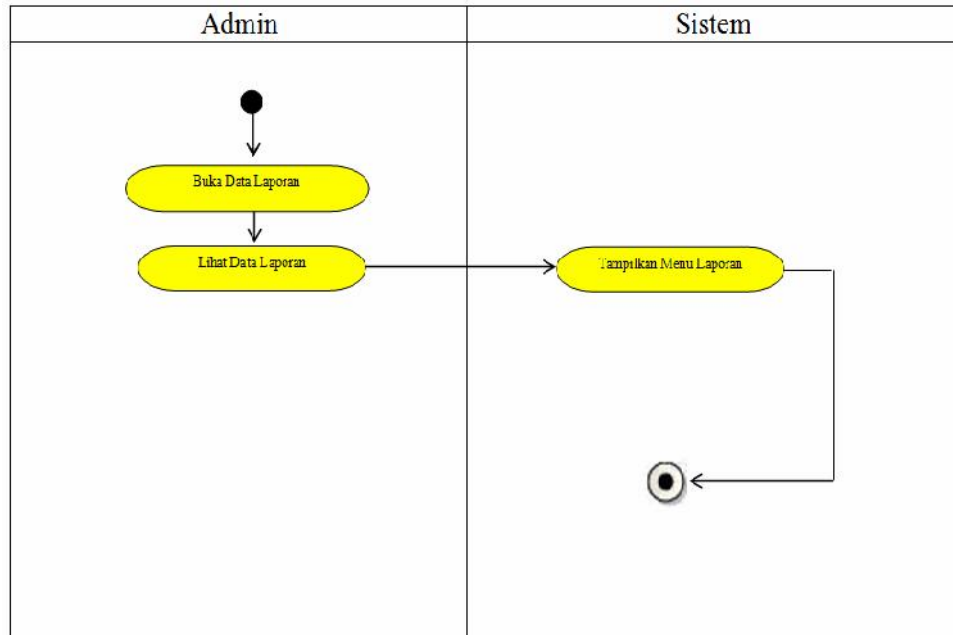 Admin
Sistem
Buka Data Laporan
Lihat Data Laporan
Tampilkan Menu Laporan